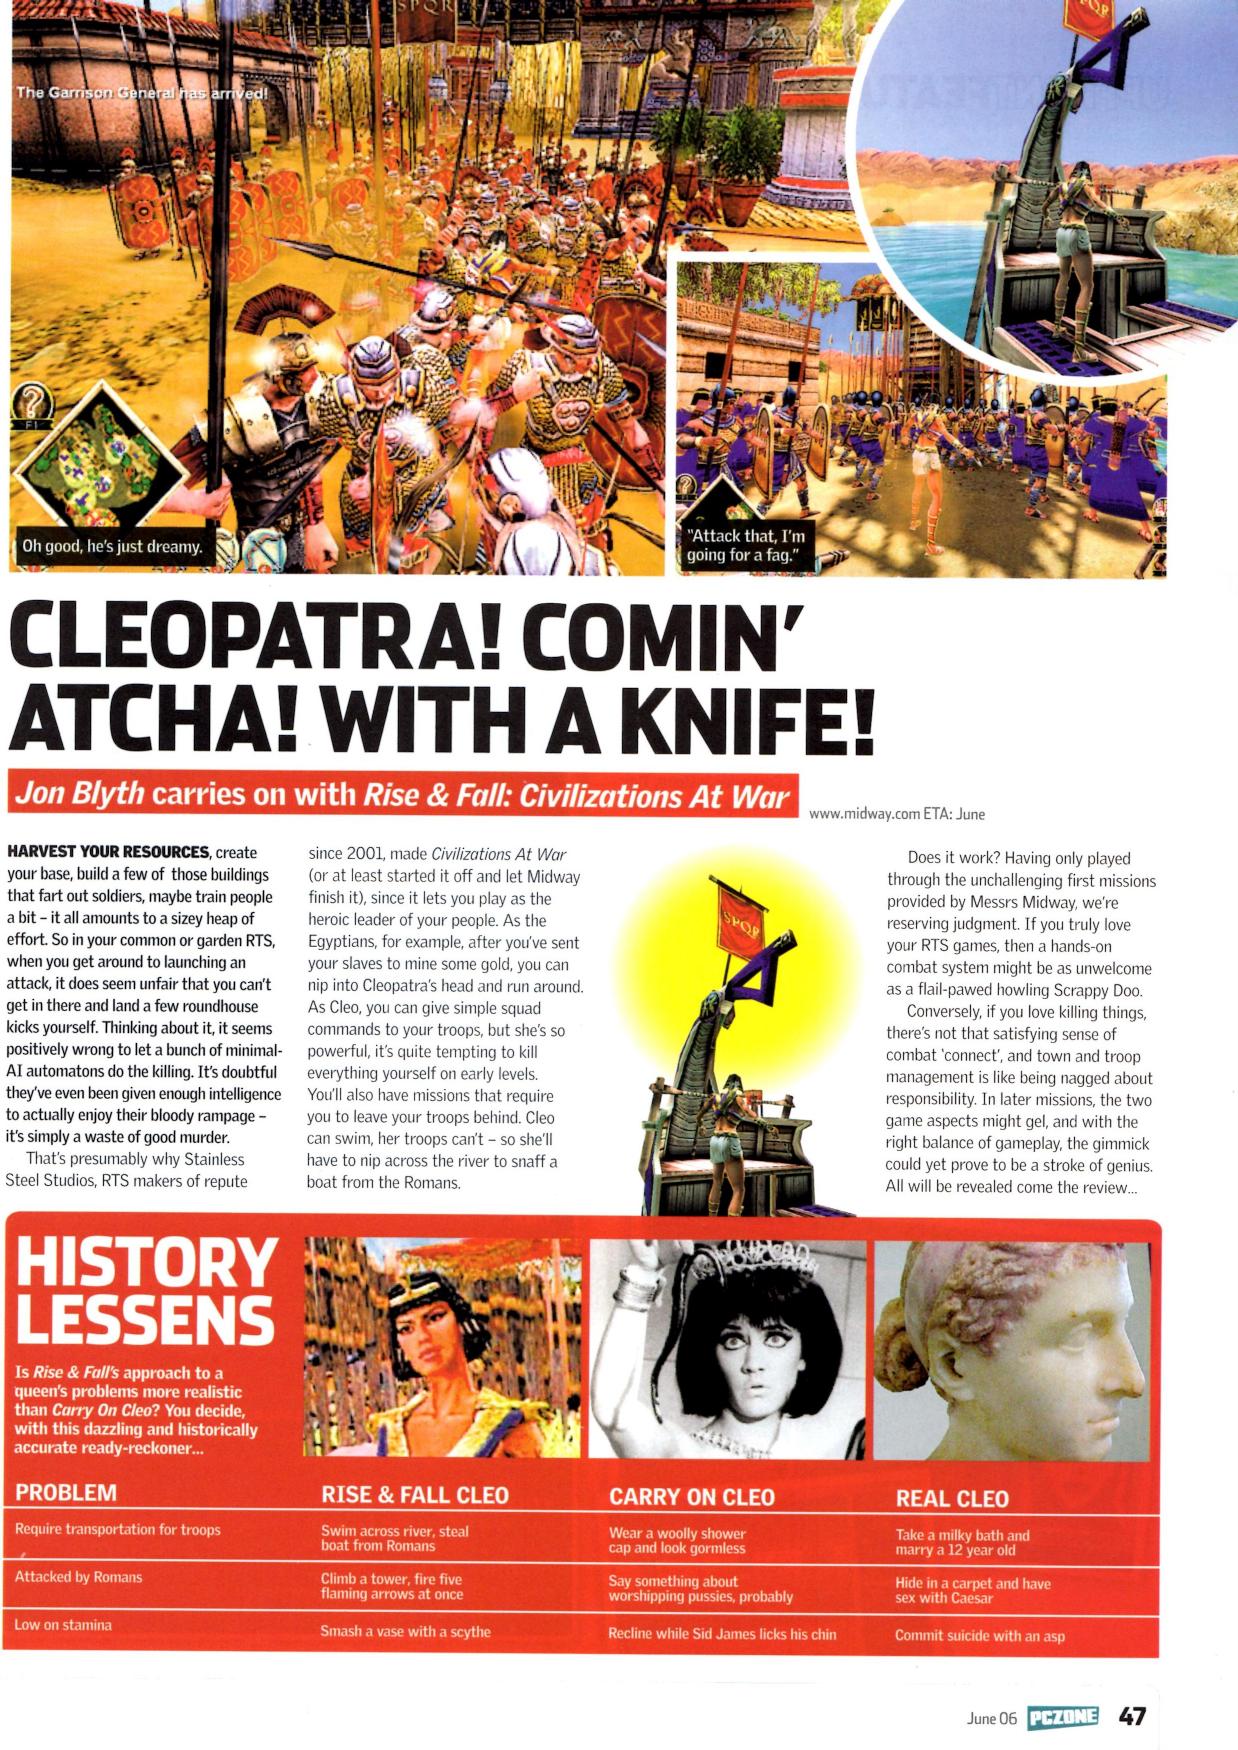 SPQR
PQR
The Garrison General has arrived!
F1
Oh good, he's just dreamy.
"Attack that, I'm
going for a fag."
CLEOPATRA! COMIN'
ATCHA! WITH A KNIFE!
Jon Blyth carries on with Rise & Fall: Civilizations At War
www.midway.com ETA: June
HARVEST YOUR RESOURCES, create
your base, build a few of those buildings
that fart out soldiers, maybe train people
a bit – it all amounts to a sizey heap of
effort. So in your common or garden RTS,
when you get around to launching an
attack, it does seem unfair that you can't
get in there and land a few roundhouse
kicks yourself. Thinking about it, it seems
positively wrong to let a bunch of minimal-
AI automatons do the killing. It's doubtful
they've even been given enough intelligence
to actually enjoy their bloody rampage –
it's simply a waste of good murder.
That's presumably why Stainless
Steel Studios, RTS makers of repute
since 2001, made Civilizations At War
(or at least started it off and let Midway
finish it), since it lets you play as the
heroic leader of your people. As the
Egyptians, for example, after you've sent
your slaves to mine some gold, you can
nip into Cleopatra's head and run around.
As Cleo, you can give simple squad
commands to your troops, but she's so
powerful, it's quite tempting to kill
everything yourself on early levels.
You'll also have missions that require
you to leave your troops behind. Cleo
can swim, her troops can't – so she'll
have to nip across the river to snaff a
boat from the Romans.
SPQR
Does it work? Having only played
through the unchallenging first missions
provided by Messrs Midway, we're
reserving judgment. If you truly love
your RTS games, then a hands-on
combat system might be as unwelcome
as a flail-pawed howling Scrappy Doo.
Conversely, if you love killing things,
there's not that satisfying sense of
combat 'connect', and town and troop
management is like being nagged about
responsibility. In later missions, the two
game aspects might gel, and with the
right balance of gameplay, the gimmick
could yet prove to be a stroke of genius.
All will be revealed come the review...
HISTORY
LESSENS
Is Rise & Fall's approach to a
queen's problems more realistic
than Carry On Cleo? You decide,
with this dazzling and historically
accurate ready-reckoner...
PROBLEM
RISE & FALL CLEO
CARRY ON CLEO
REAL CLEO
Require transportation for troops
Swim across river, steal
boat from Romans
Wear a woolly shower
cap and look gormless
Take a milky bath and
marry a 12 year old
Attacked by Romans
Climb a tower, fire five
flaming arrows at once
Say something about
worshipping pussies, probably
Hide in a carpet and have
sex with Caesar
Low on stamina
Smash a vase with a scythe
Recline while Sid James licks his chin
Commit suicide with an asp
June 06 PCZONE 47